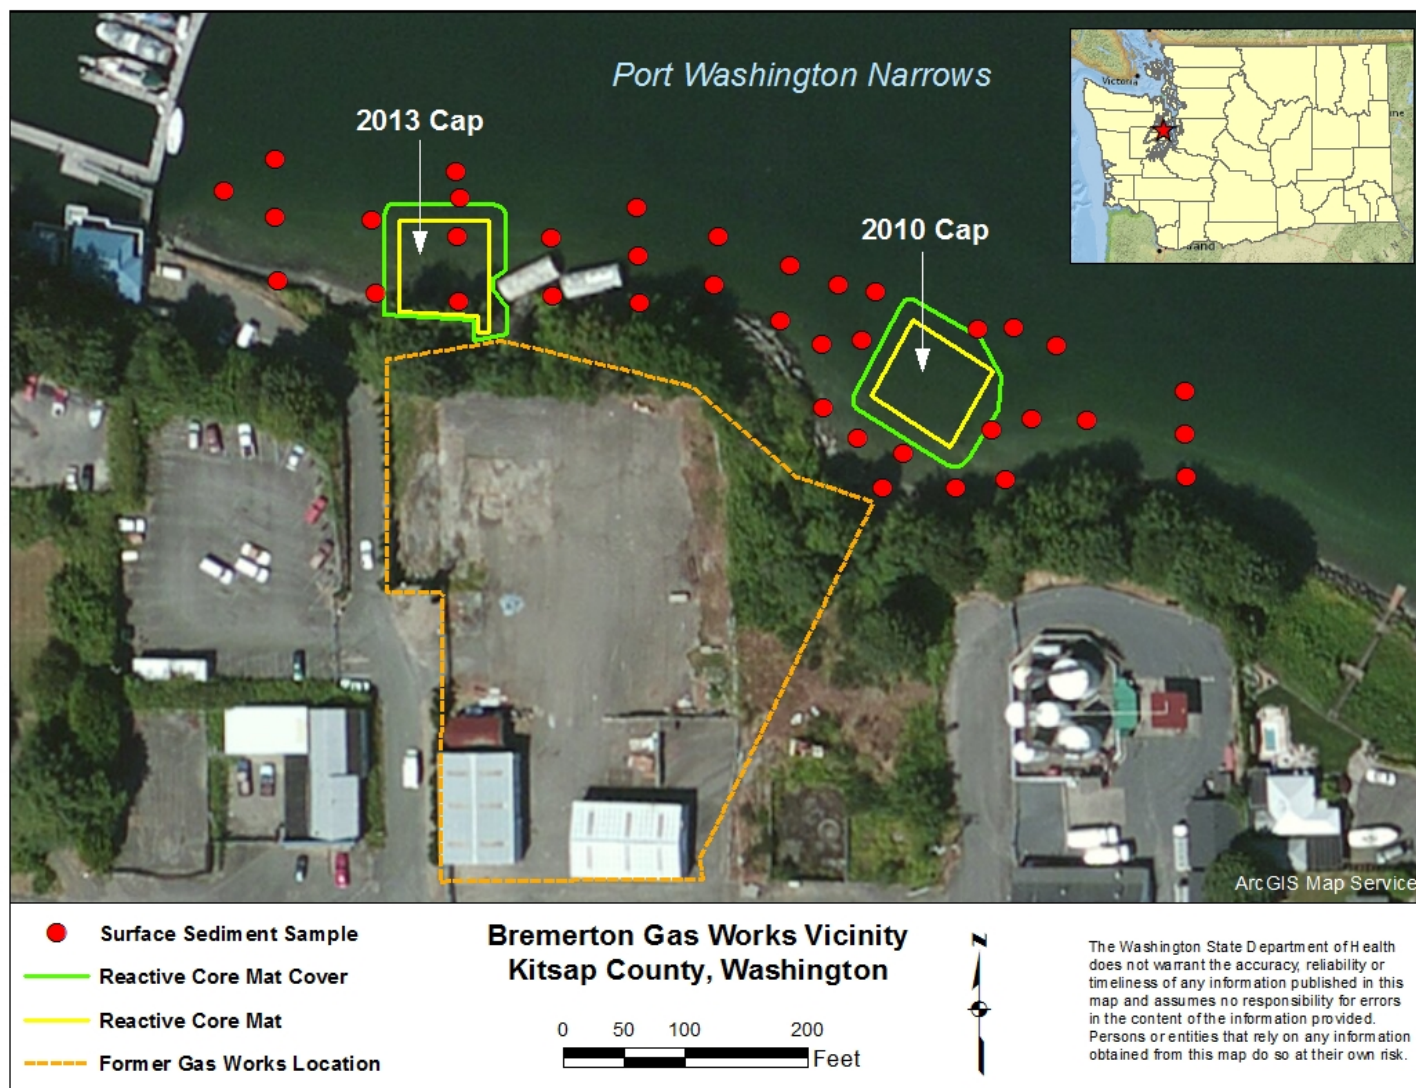 Port Washington Narrows
2013 Cap
2010 Cap
Victoria
ArcGIS Map Service
Surface Sediment Sample
Reactive Core Mat Cover
Reactive Core Mat
Former Gas Works Location
Bremerton Gas Works Vicinity
Kitsap County, Washington
0 50 100 200
Feet
N
The Washington State Department of Health
does not warrant the accuracy, reliability or
timeliness of any information published in this
map and assumes no responsibility for errors
in the content of the information provided.
Persons or entities that rely on any information
obtained from this map do so at their own risk.